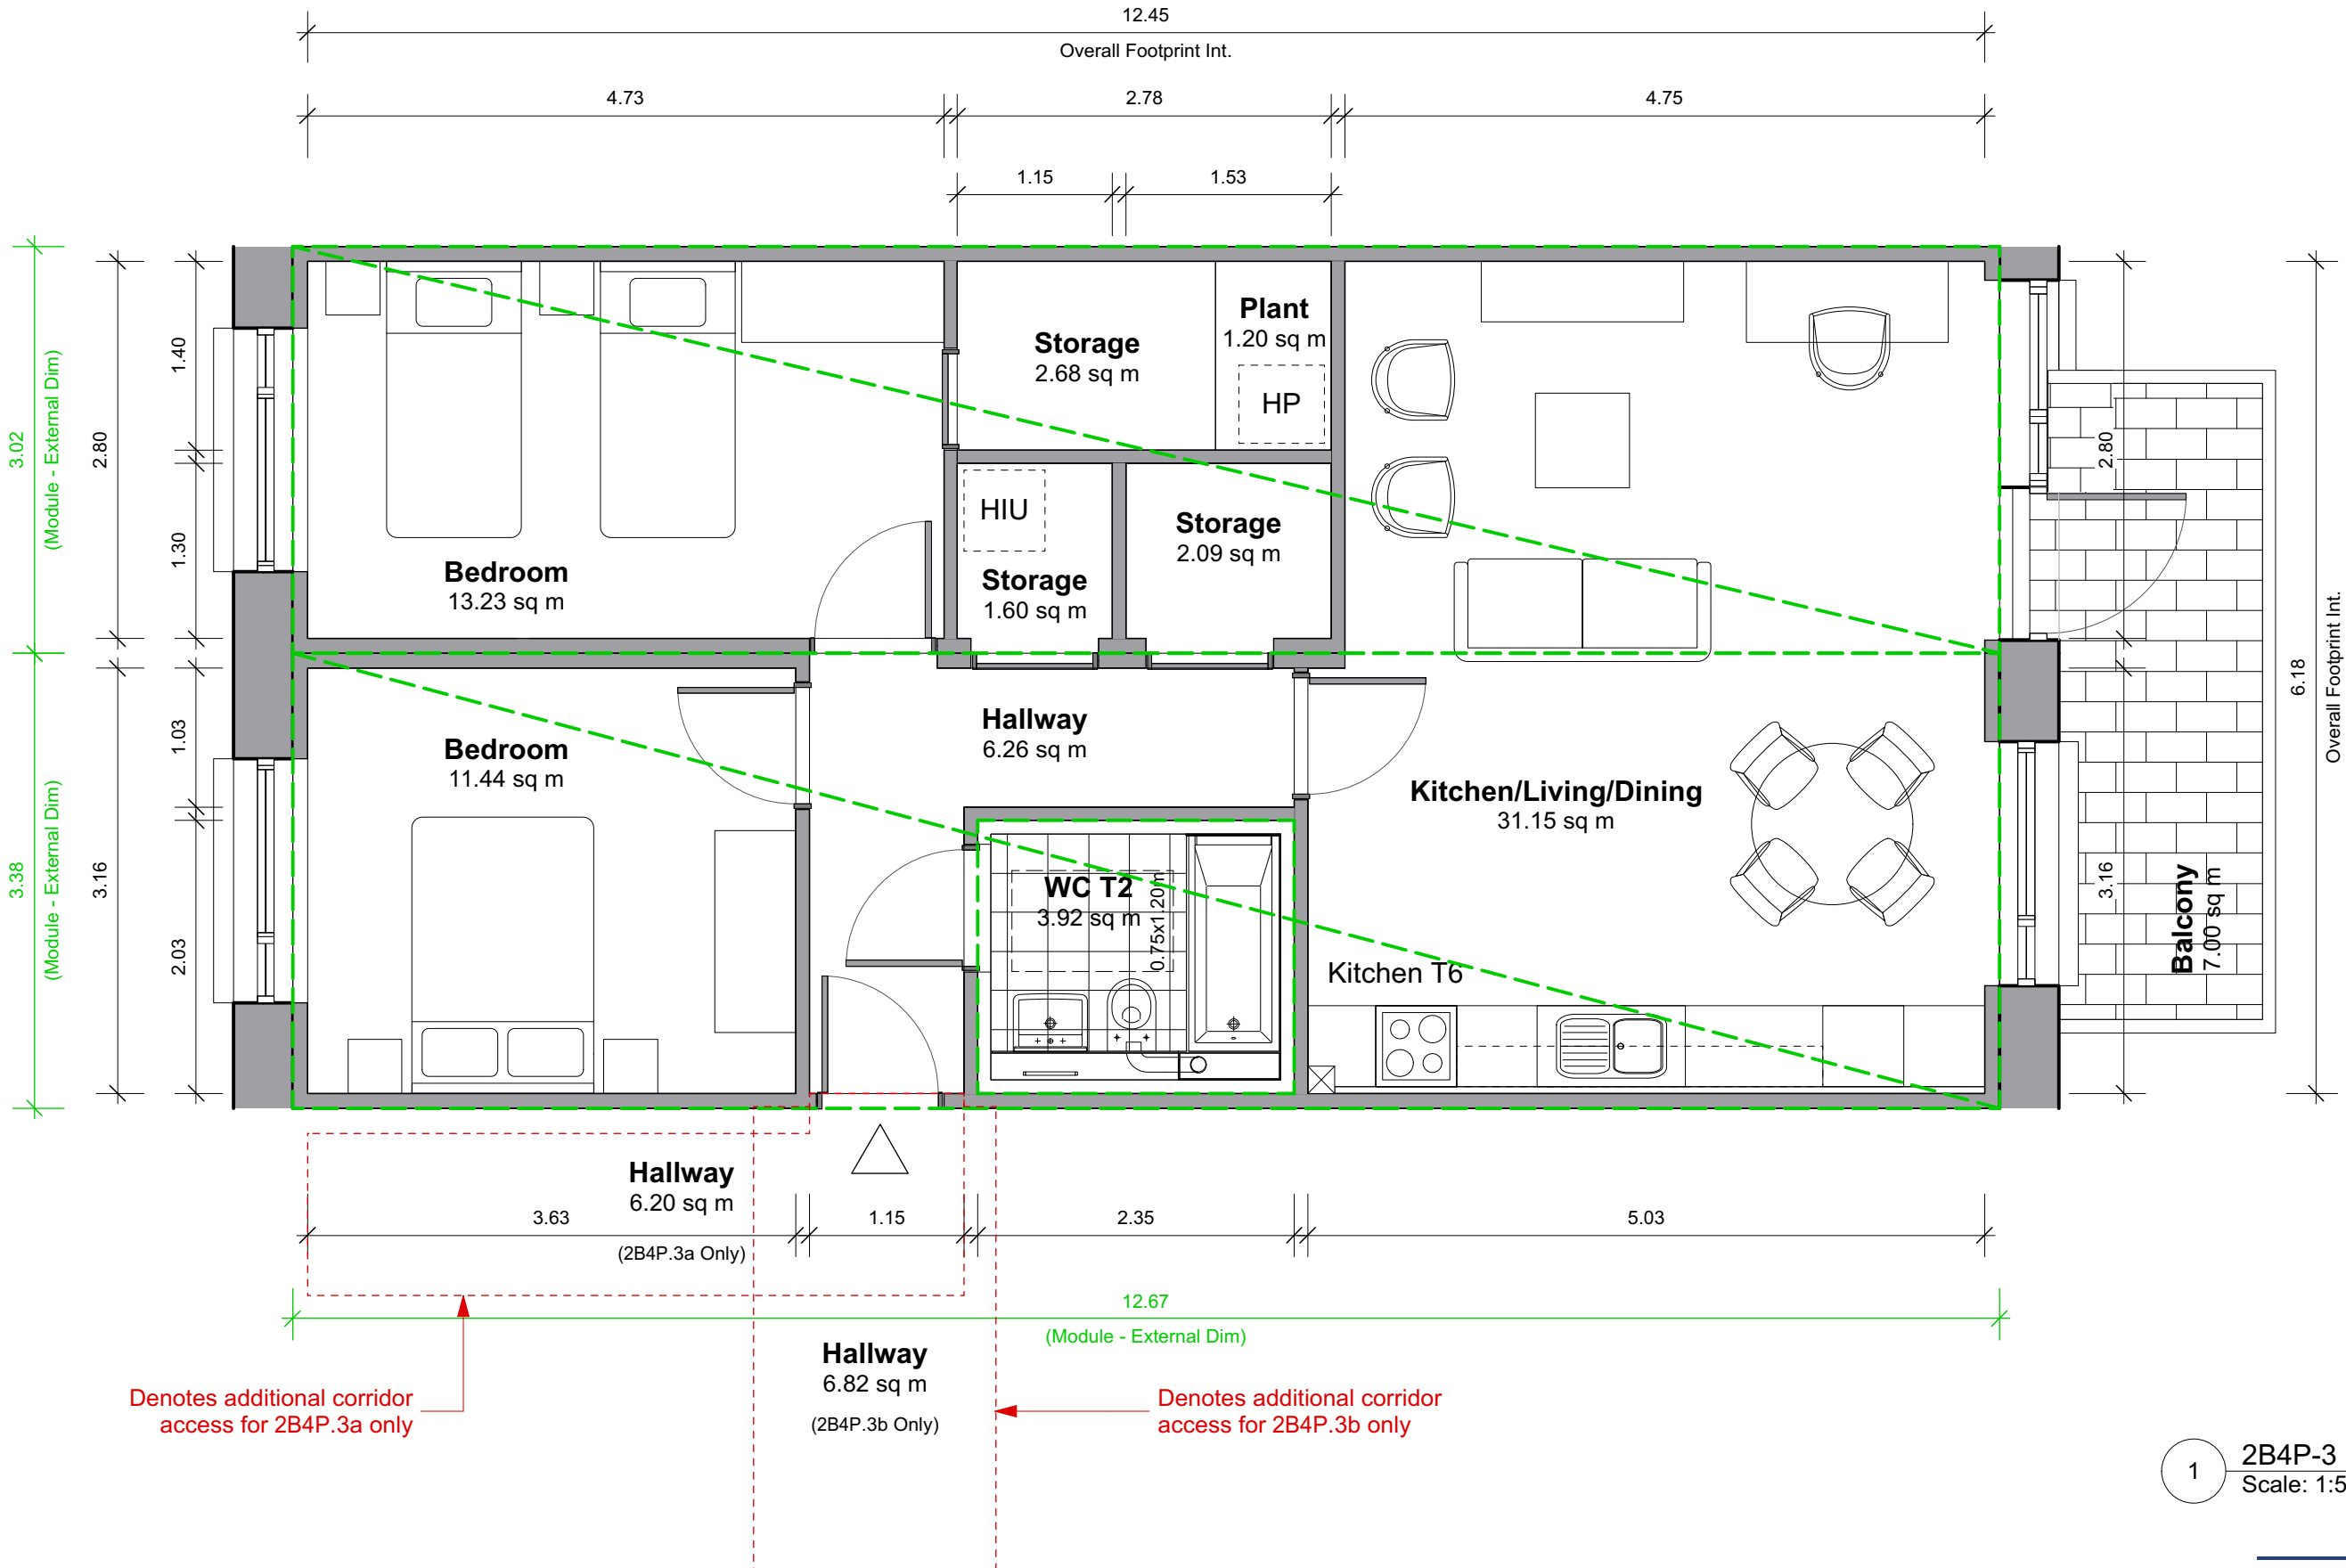 12.45
Overall Footprint Int.
4.73
2.78
4.75
1.15
1.53
3.02
(Module - External Dim)
2.80
1.40
1.30
Plant
1.20 sq m
HP
Storage
2.68 sq m
HIU
Storage
1.60 sq m
Storage
2.09 sq m
Bedroom
13.23 sq m
2.80
6.18
Overall Footprint Int.
3.38
(Module - External Dim)
3.16
1.03
2.03
Bedroom
11.44 sq m
Hallway
6.26 sq m
Kitchen/Living/Dining
31.15 sq m
WC T2
3.92 sq m
0.75x1.20m
Kitchen T6
3.16
Balcony
7.00 sq m
Hallway
6.20 sq m
3.63
(2B4P.3a Only)
1.15
2.35
5.03
12.67
(Module - External Dim)
Hallway
6.82 sq m
(2B4P.3b Only)
Denotes additional corridor
access for 2B4P.3a only
Denotes additional corridor
access for 2B4P.3b only
1
2B4P-3
Scale: 1:5